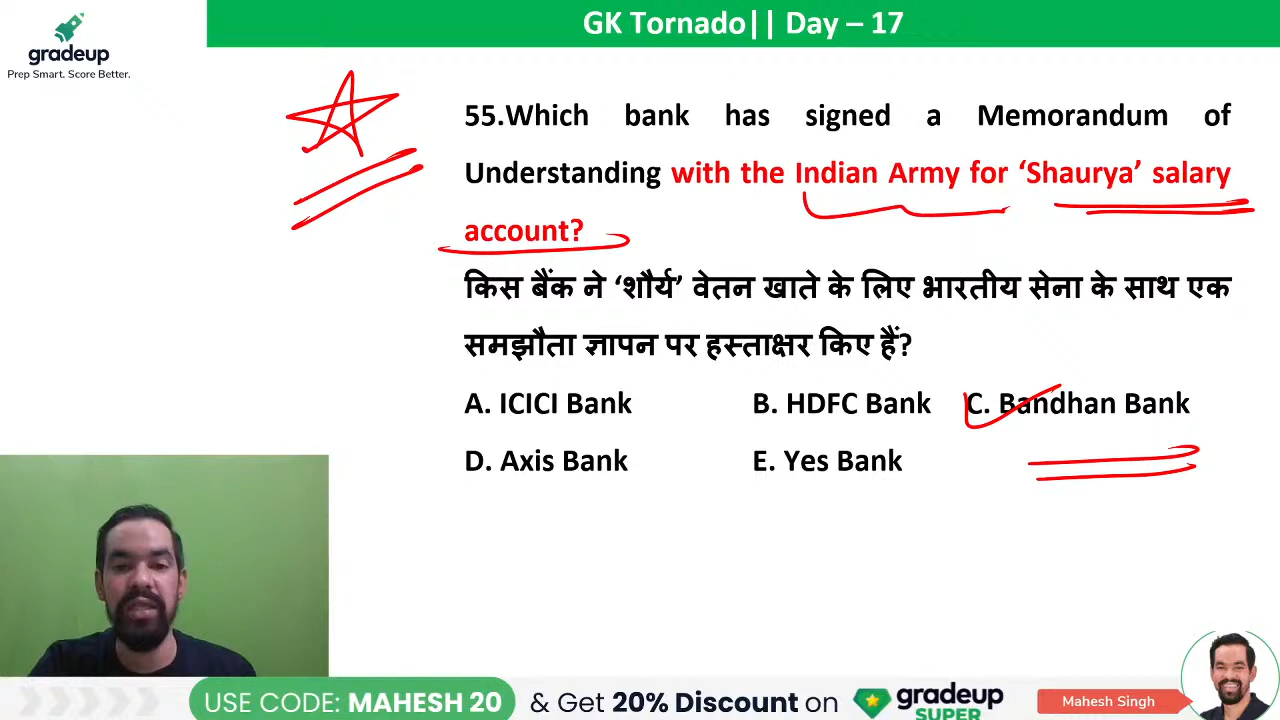 gradeup
Prep Smart. Score Better.
GK Tornado|| Day – 17
55.Which bank has signed a Memorandum of
Understanding with the Indian Army for ‘Shaurya’ salary
account?
किस बैंक ने ‘शौर्य’ वेतन खाते के लिए भारतीय सेना के साथ एक
समझौता ज्ञापन पर हस्ताक्षर किए हैं?
A. ICICI Bank B. HDFC Bank C. Bandhan Bank
D. Axis Bank E. Yes Bank
USE CODE: MAHESH 20 & Get 20% Discount on gradeup SUPER
Mahesh Singh